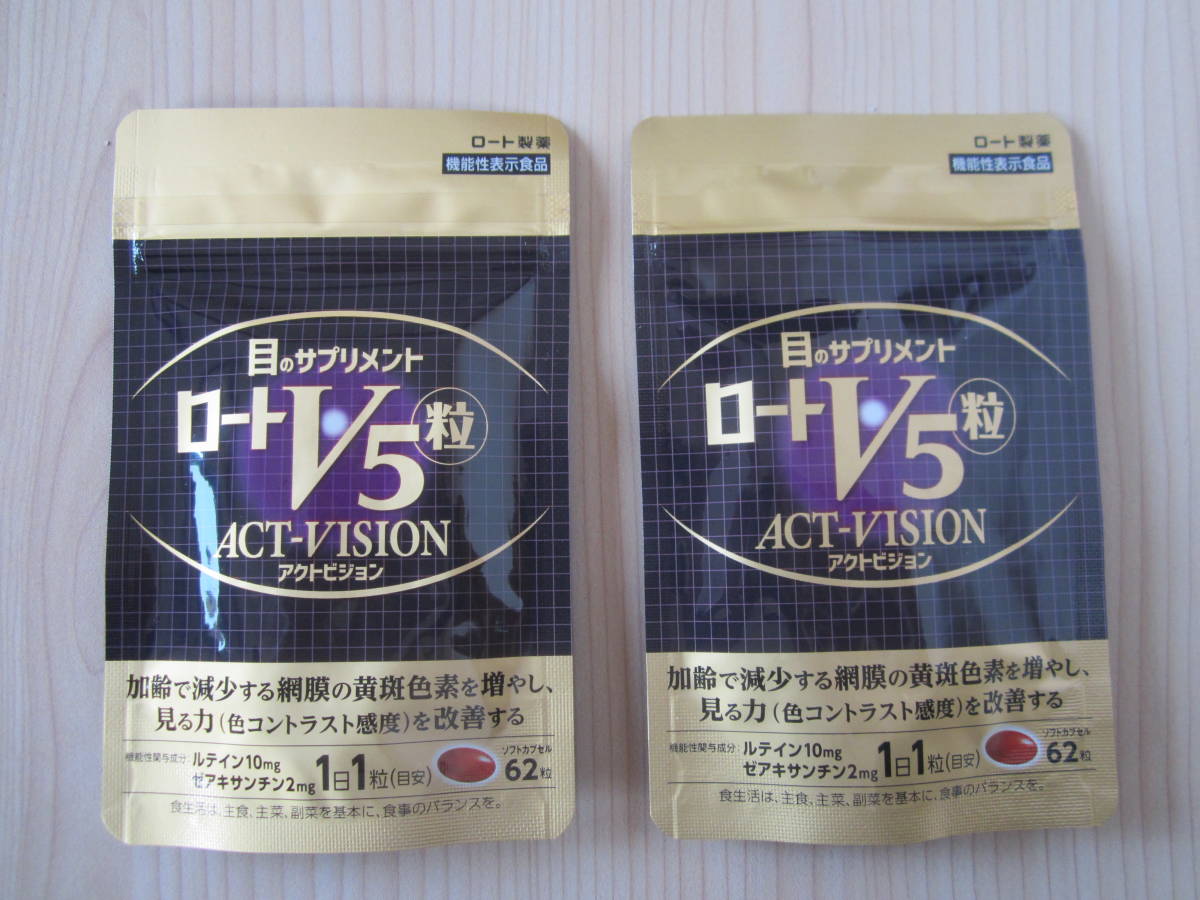 ロート製薬
機能性表示食品
目のサプリメント
ロートV5粒
ACT-VISION
アクトビジョン
加齢で減少する網膜の黄斑色素を増やし、
見る力(色コントラスト感度)を改善する
機能性関与成分: ルテイン10mg
ゼアキサンチン2mg
1日1粒(目安)
ソフトカプセル
62粒
食生活は、主食、主菜、副菜を基本に、食事のバランスを。
ロート製薬
機能性表示食品
目のサプリメント
ロートV5粒
ACT-VISION
アクトビジョン
加齢で減少する網膜の黄斑色素を増やし、
見る力(色コントラスト感度)を改善する
機能性関与成分: ルテイン10mg
ゼアキサンチン2mg
1日1粒(目安)
ソフトカプセル
62粒
食生活は、主食、主菜、副菜を基本に、食事のバランスを。